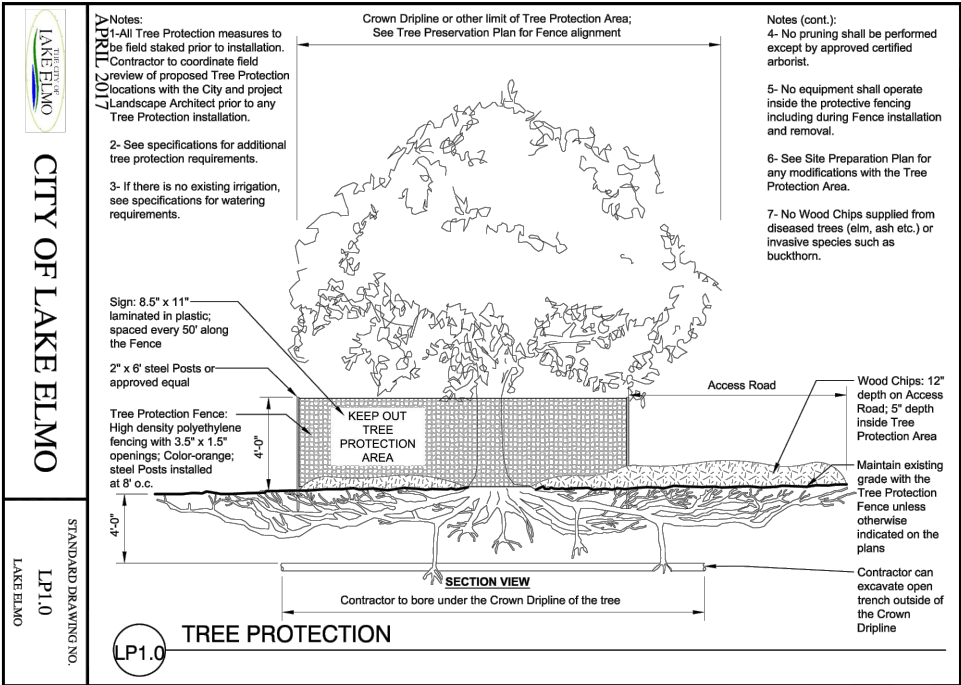 THE CITY OF
LAKE ELMO
CITY OF LAKE ELMO
STANDARD DRAWING NO.
LP1.0
LAKE ELMO
APRIL 2017
Notes:
1-All Tree Protection measures to
be field staked prior to installation.
Contractor to coordinate field
review of proposed Tree Protection
locations with the City and project
Landscape Architect prior to any
Tree Protection installation.
2- See specifications for additional
tree protection requirements.
3- If there is no existing irrigation,
see specifications for watering
requirements.
Crown Dripline or other limit of Tree Protection Area;
See Tree Preservation Plan for Fence alignment
Notes (cont.):
4- No pruning shall be performed
except by approved certified
arborist.
5- No equipment shall operate
inside the protective fencing
including during Fence installation
and removal.
6- See Site Preparation Plan for
any modifications with the Tree
Protection Area.
7- No Wood Chips supplied from
diseased trees (elm, ash etc.) or
invasive species such as
buckthorn.
Sign: 8.5" x 11"
laminated in plastic;
spaced every 50' along
the Fence
2" x 6' steel Posts or
approved equal
Tree Protection Fence:
High density polyethylene
fencing with 3.5" x 1.5"
openings; Color-orange;
steel Posts installed
at 8' o.c.
4'-0"
4'-0"
KEEP OUT
TREE
PROTECTION
AREA
Access Road
Wood Chips: 12"
depth on Access
Road; 5" depth
inside Tree
Protection Area
Maintain existing
grade with the
Tree Protection
Fence unless
otherwise
indicated on the
plans
Contractor can
excavate open
trench outside of
the Crown
Dripline
SECTION VIEW
Contractor to bore under the Crown Dripline of the tree
LP1.0
TREE PROTECTION